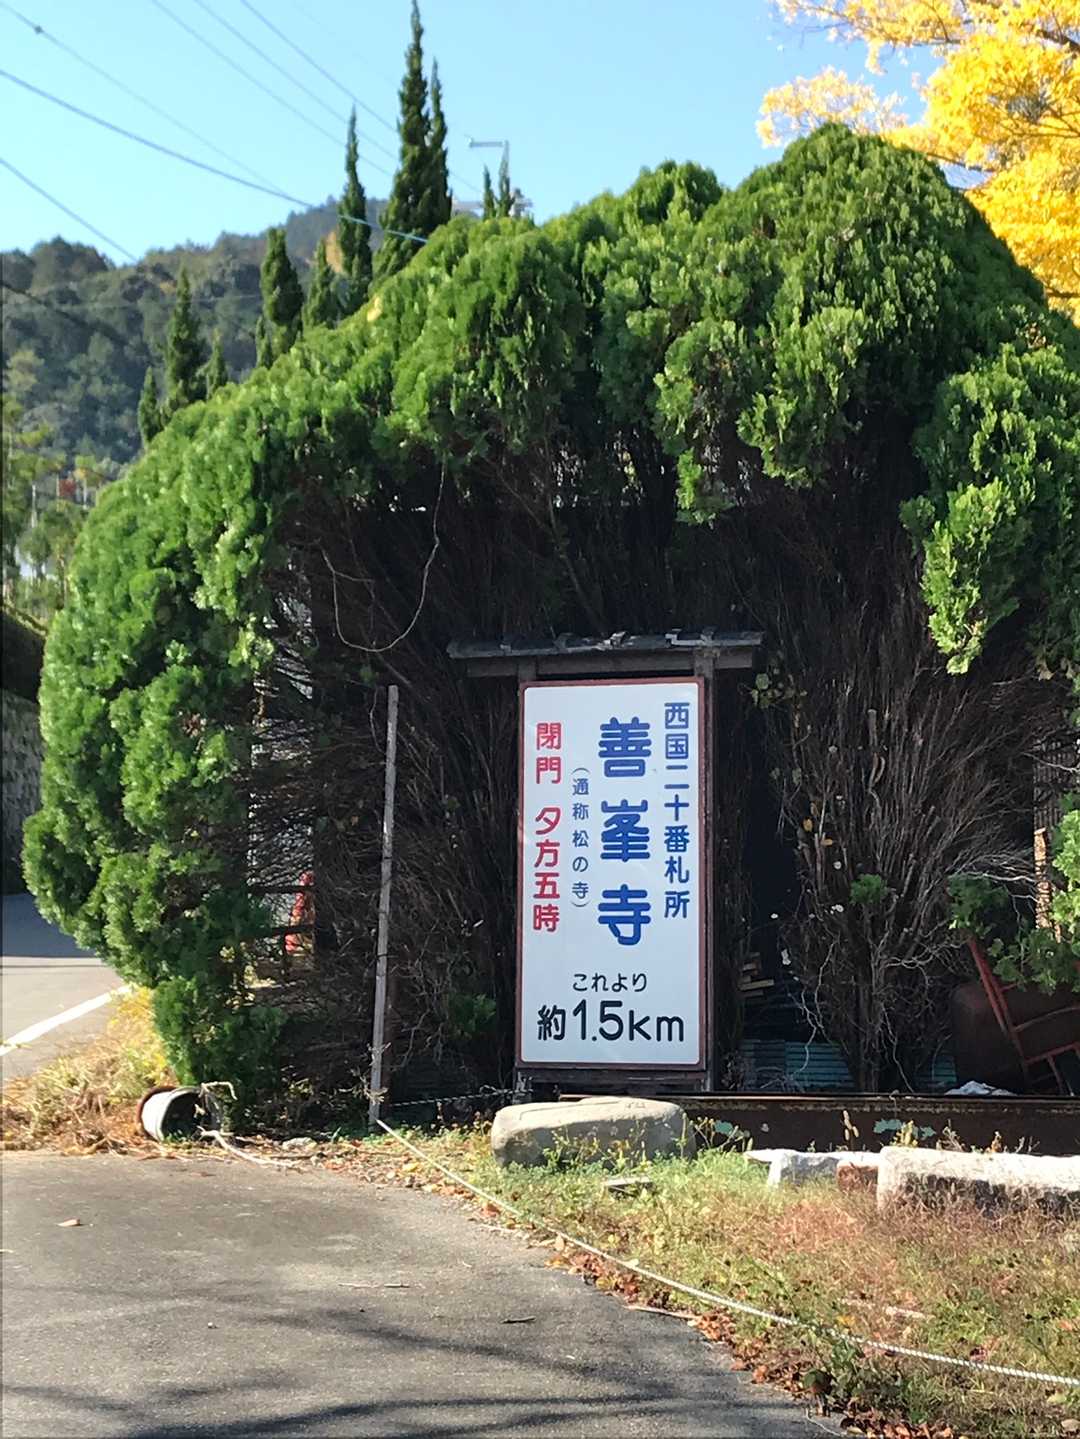 西国二十番札所
善峯寺
（通称松の寺）
閉門 夕方五時
これより
約1.5km